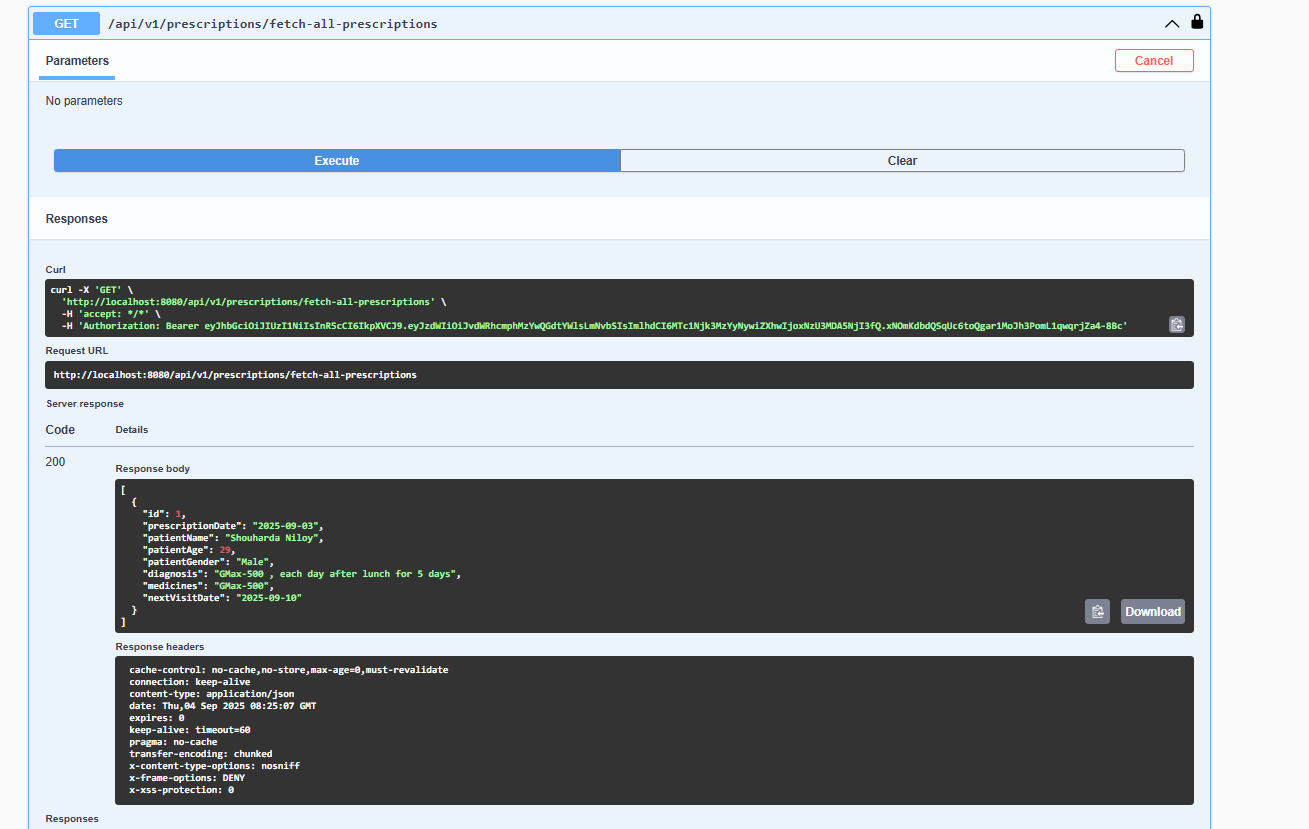 GET /api/v1/prescriptions/fetch-all-prescriptions
Parameters
Cancel
No parameters
Execute
Clear
Responses
Curl
curl -X 'GET' \
'http://localhost:8080/api/v1/prescriptions/fetch-all-prescriptions' \
-H 'accept: */*' \
-H 'Authorization: Bearer eyJhbGciOiJIUzI1NiIsInR5cCI6IkpXVCJ9.eyJzdWIiOiJvdWRhcmphMzYwQGdtYWlsLmNvbSIsImlhdCI6MTc1Njk3MzYyNywiZXhwIjoxNzU3MDA5NjI3fQ.xNOmKdbdQSqUc6toQgar1MoJh3PomL1qwqrjZa4-8Bc'
Request URL
http://localhost:8080/api/v1/prescriptions/fetch-all-prescriptions
Server response
Code
Details
200
Response body
[
{
"id": 1,
"prescriptionDate": "2025-09-03",
"patientName": "Shouharda Niloy",
"patientAge": 29,
"patientGender": "Male",
"diagnosis": "GMax-500 , each day after lunch for 5 days",
"medicines": "GMax-500",
"nextVisitDate": "2025-09-10"
}
]
Download
Response headers
cache-control: no-cache,no-store,max-age=0,must-revalidate
connection: keep-alive
content-type: application/json
date: Thu,04 Sep 2025 08:25:07 GMT
expires: 0
keep-alive: timeout=60
pragma: no-cache
transfer-encoding: chunked
x-content-type-options: nosniff
x-frame-options: DENY
x-xss-protection: 0
Responses